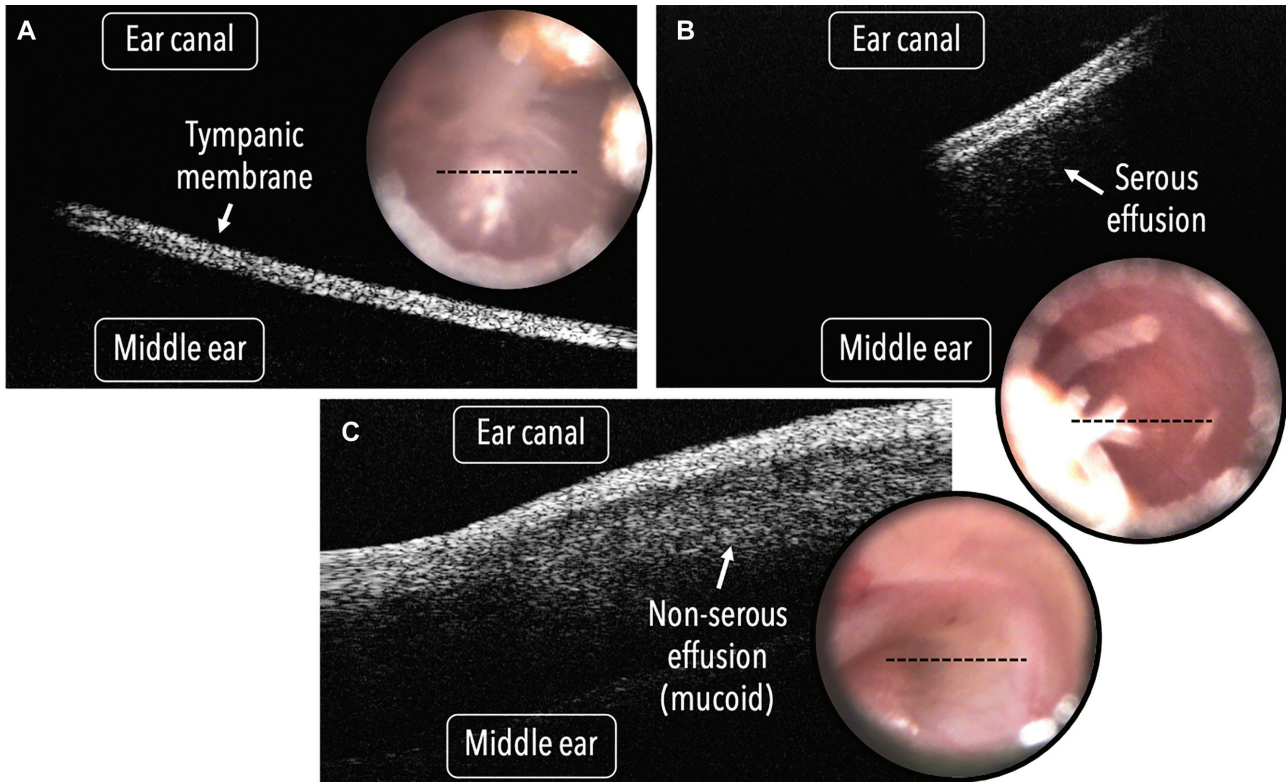 A
Ear canal
Tympanic
membrane
Middle ear
B
Ear canal
Serous
effusion
Middle ear
C
Ear canal
Non-serous
effusion
(mucoid)
Middle ear